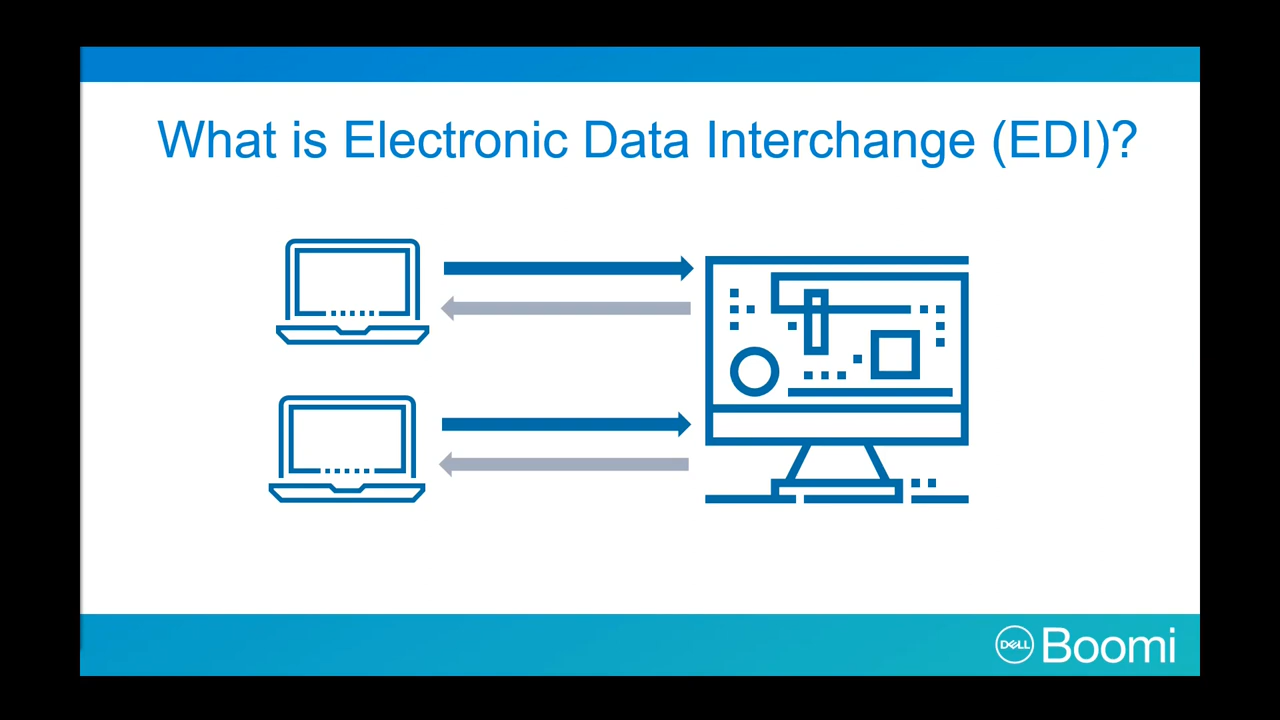 What is Electronic Data Interchange (EDI)?
DELL Boomi